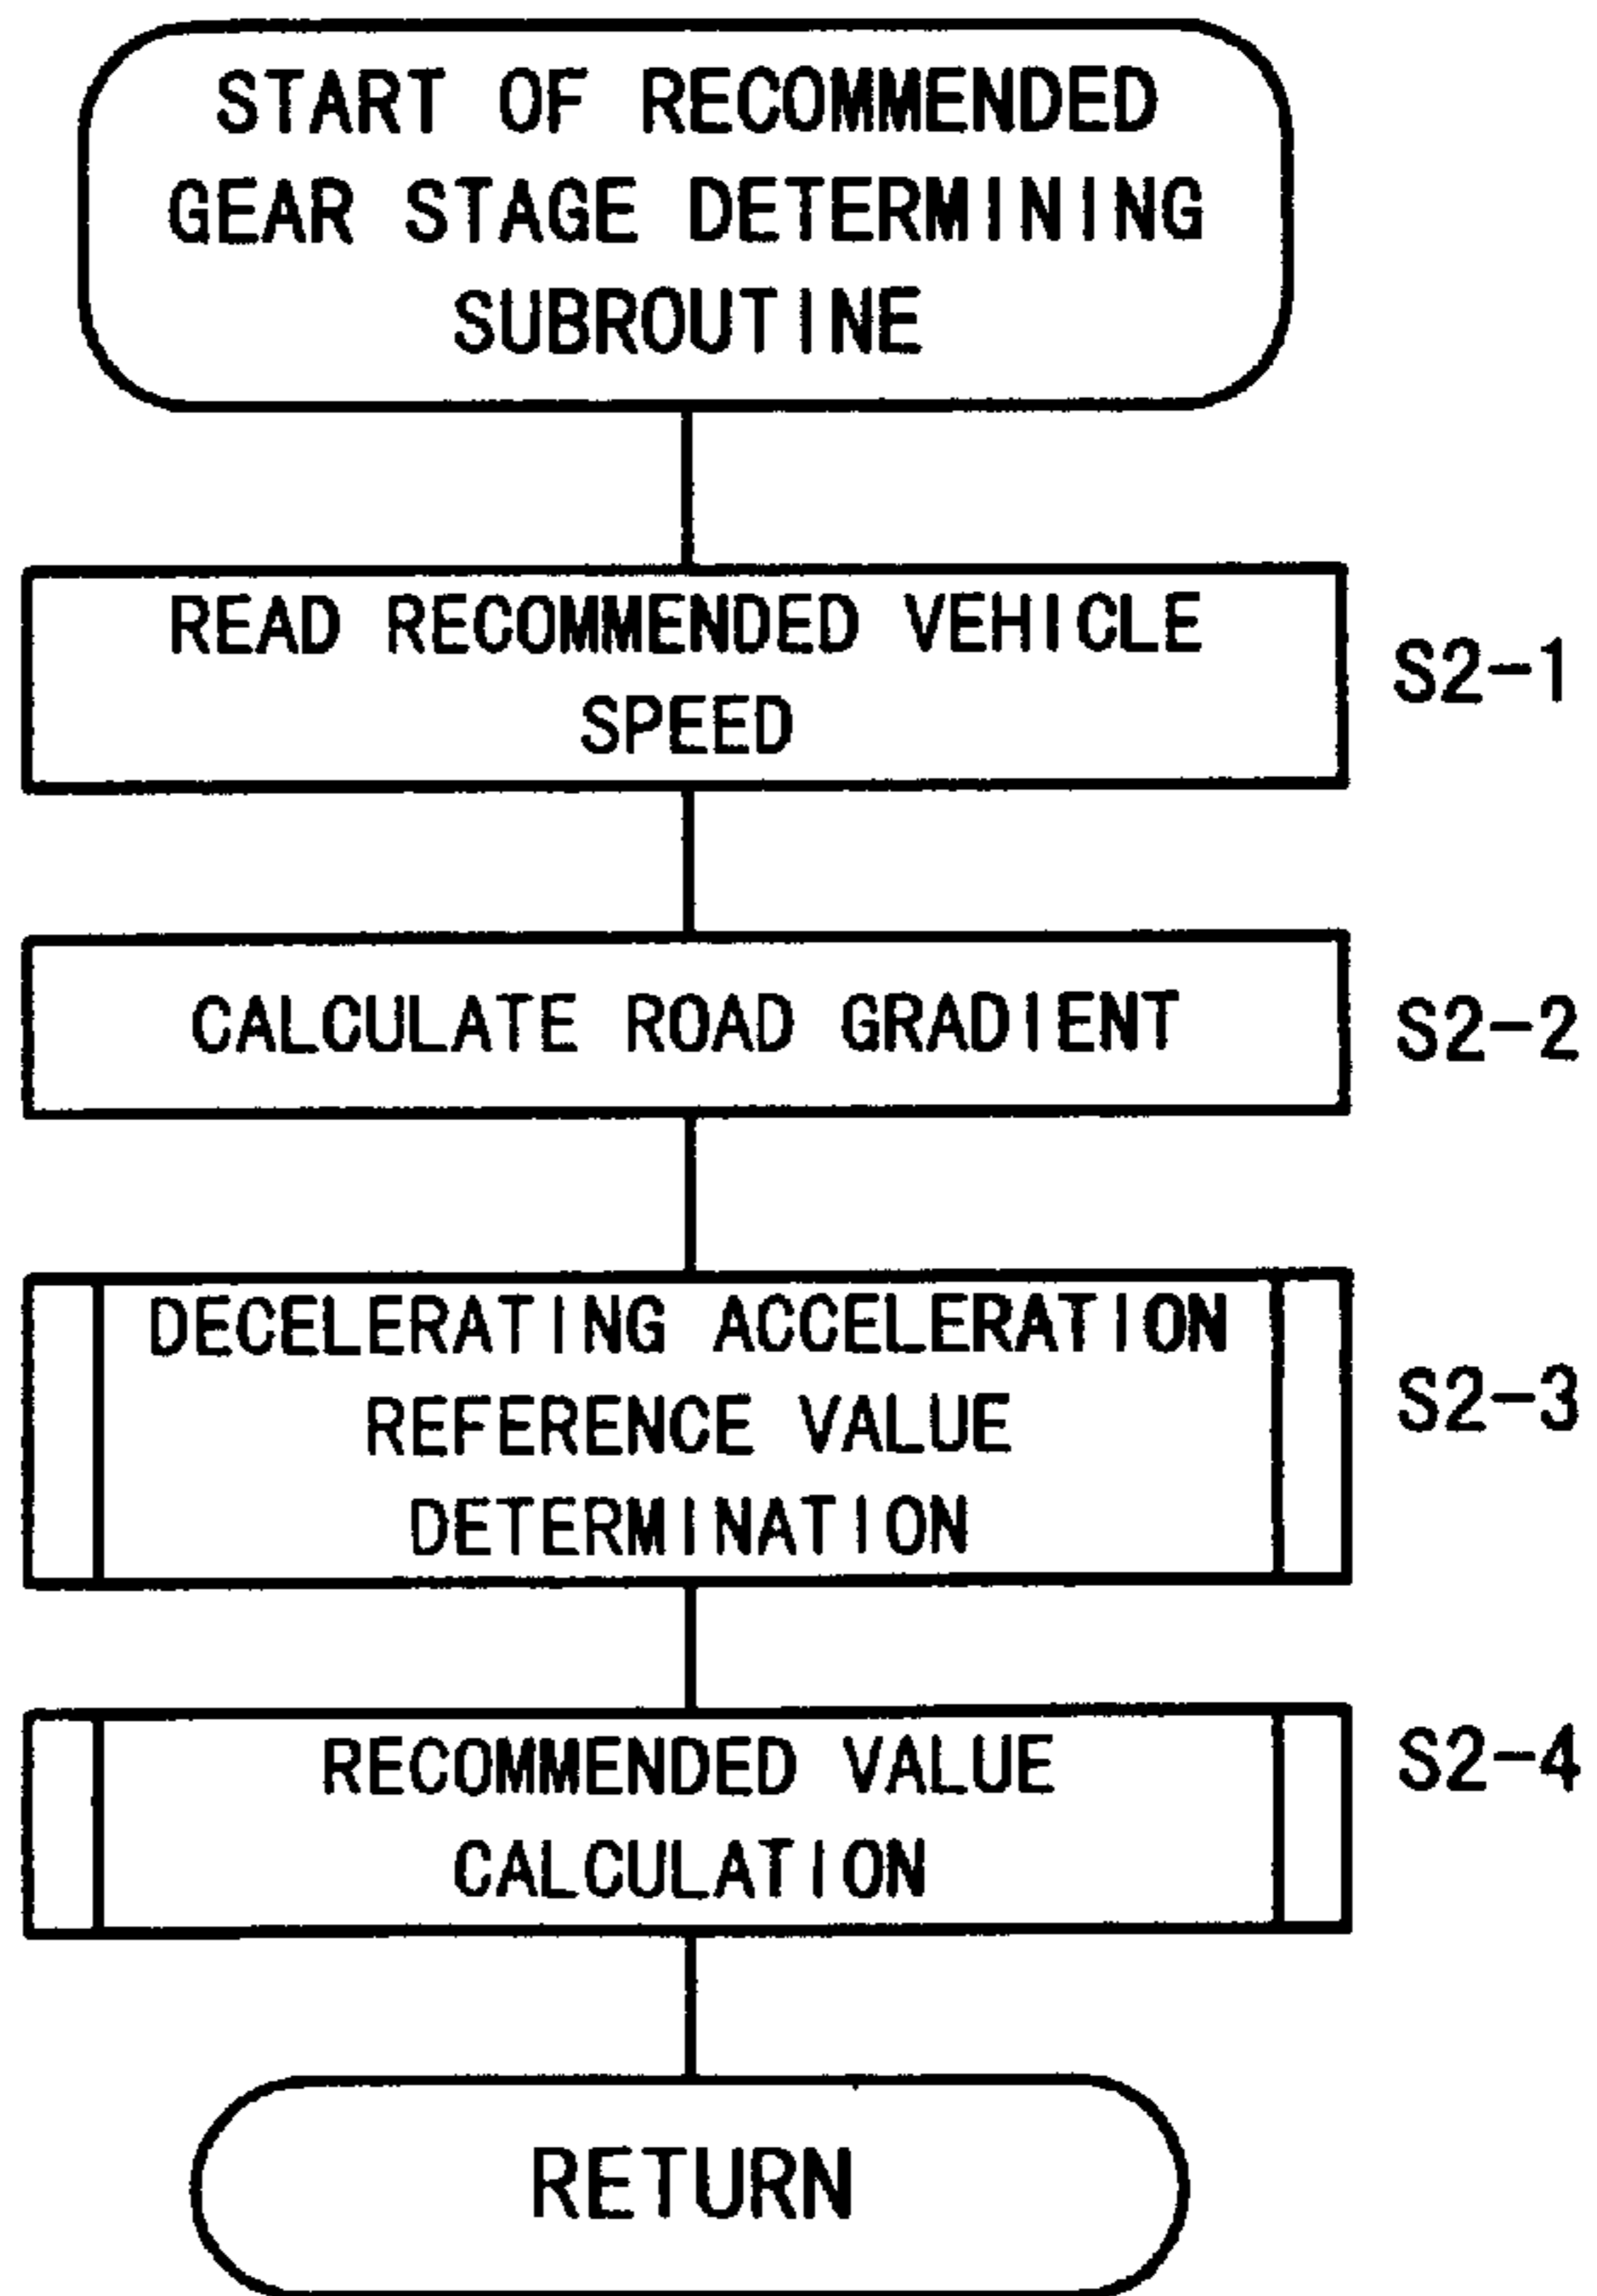 START OF RECOMMENDED
GEAR STAGE DETERMINING
SUBROUTINE
READ RECOMMENDED VEHICLE
SPEED
S2-1
CALCULATE ROAD GRADIENT
S2-2
DECELERATING ACCELERATION
REFERENCE VALUE
DETERMINATION
S2-3
RECOMMENDED VALUE
CALCULATION
S2-4
RETURN